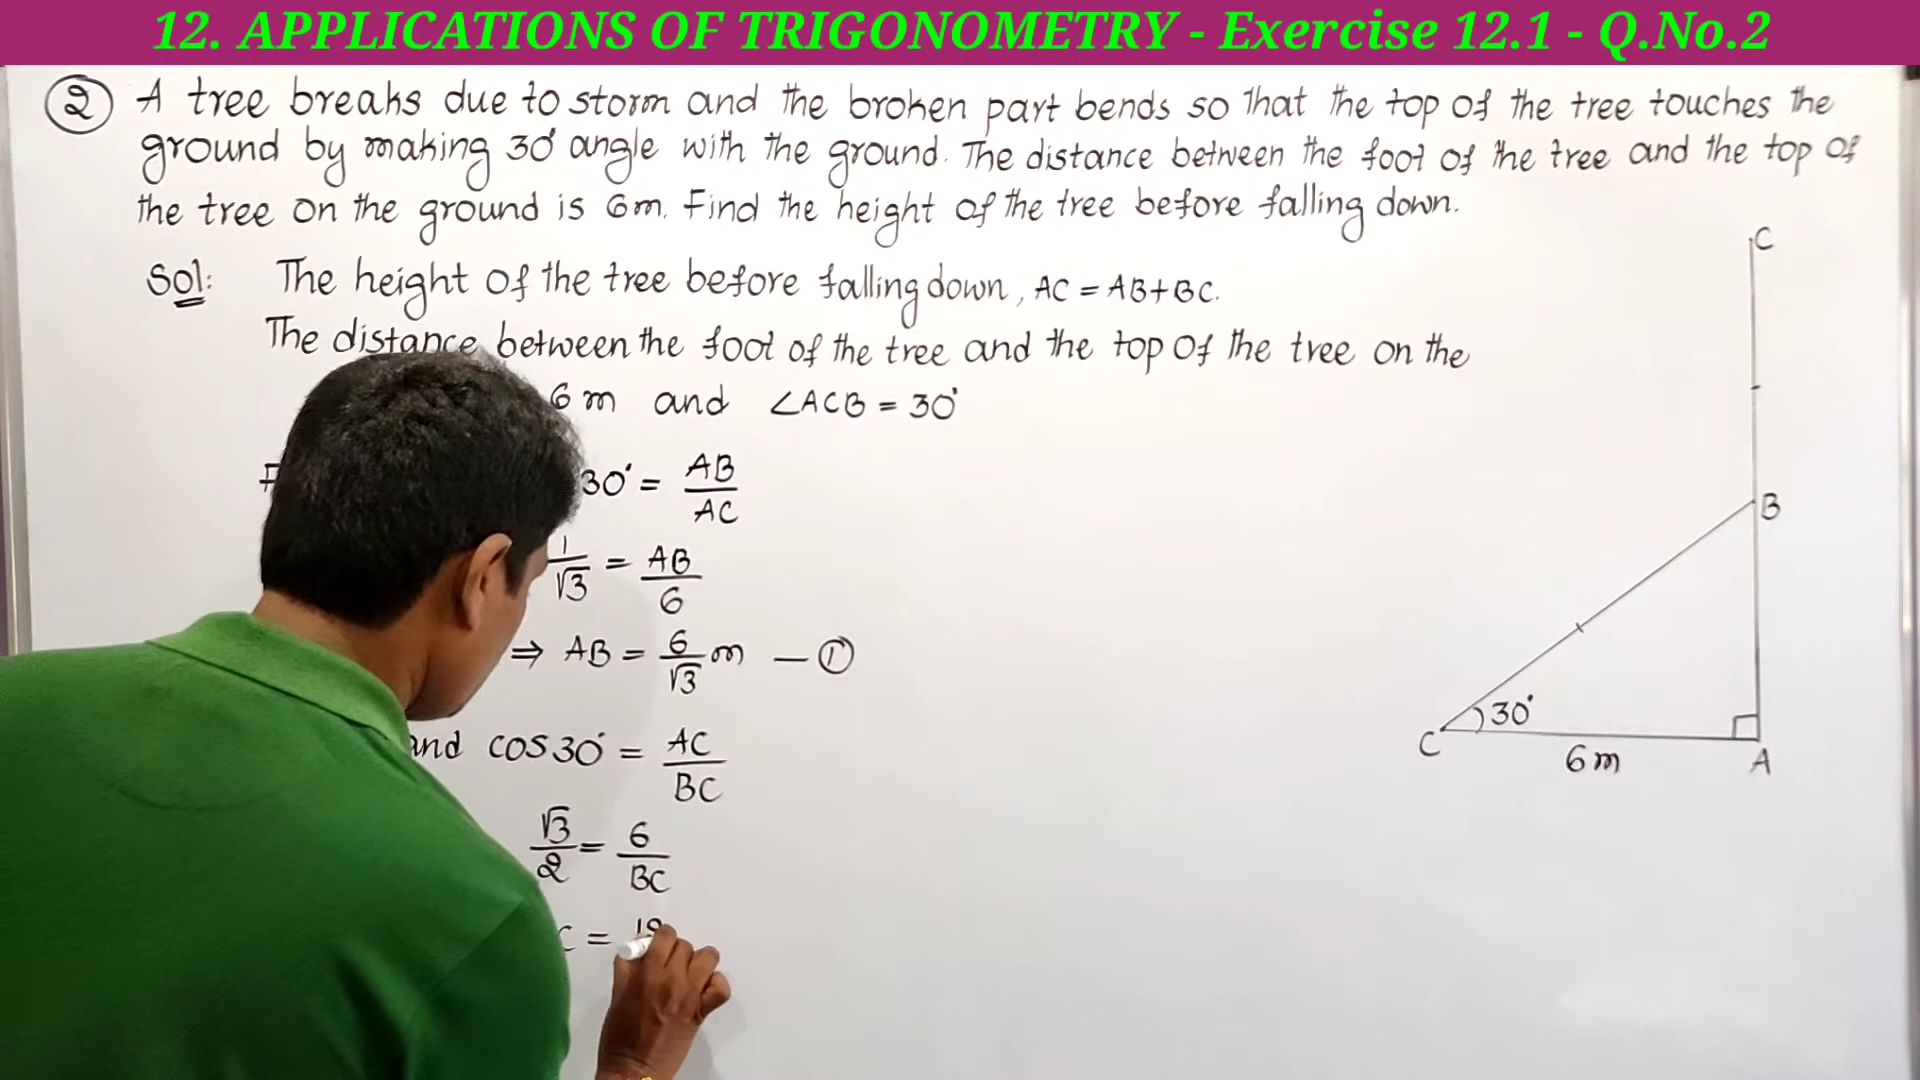 12. APPLICATIONS OF TRIGONOMETRY - Exercise 12.1 - Q.No.2
② A tree breaks due to storm and the broken part bends so that the top of the tree touches the
ground by making 30° angle with the ground. The distance between the foot of the tree and the top of
the tree on the ground is 6m. Find the height of the tree before falling down.
Sol: The height of the tree before falling down, AC = AB+BC.
The distance between the foot of the tree and the top of the tree on the
6m and ∠ACB = 30°
30° = AB/AC
1/√3 = AB/6
⇒ AB = 6/√3 m — ①
and cos30° = AC/BC
√3/2 = 6/BC
C =
C
B
30°
C
6m
A